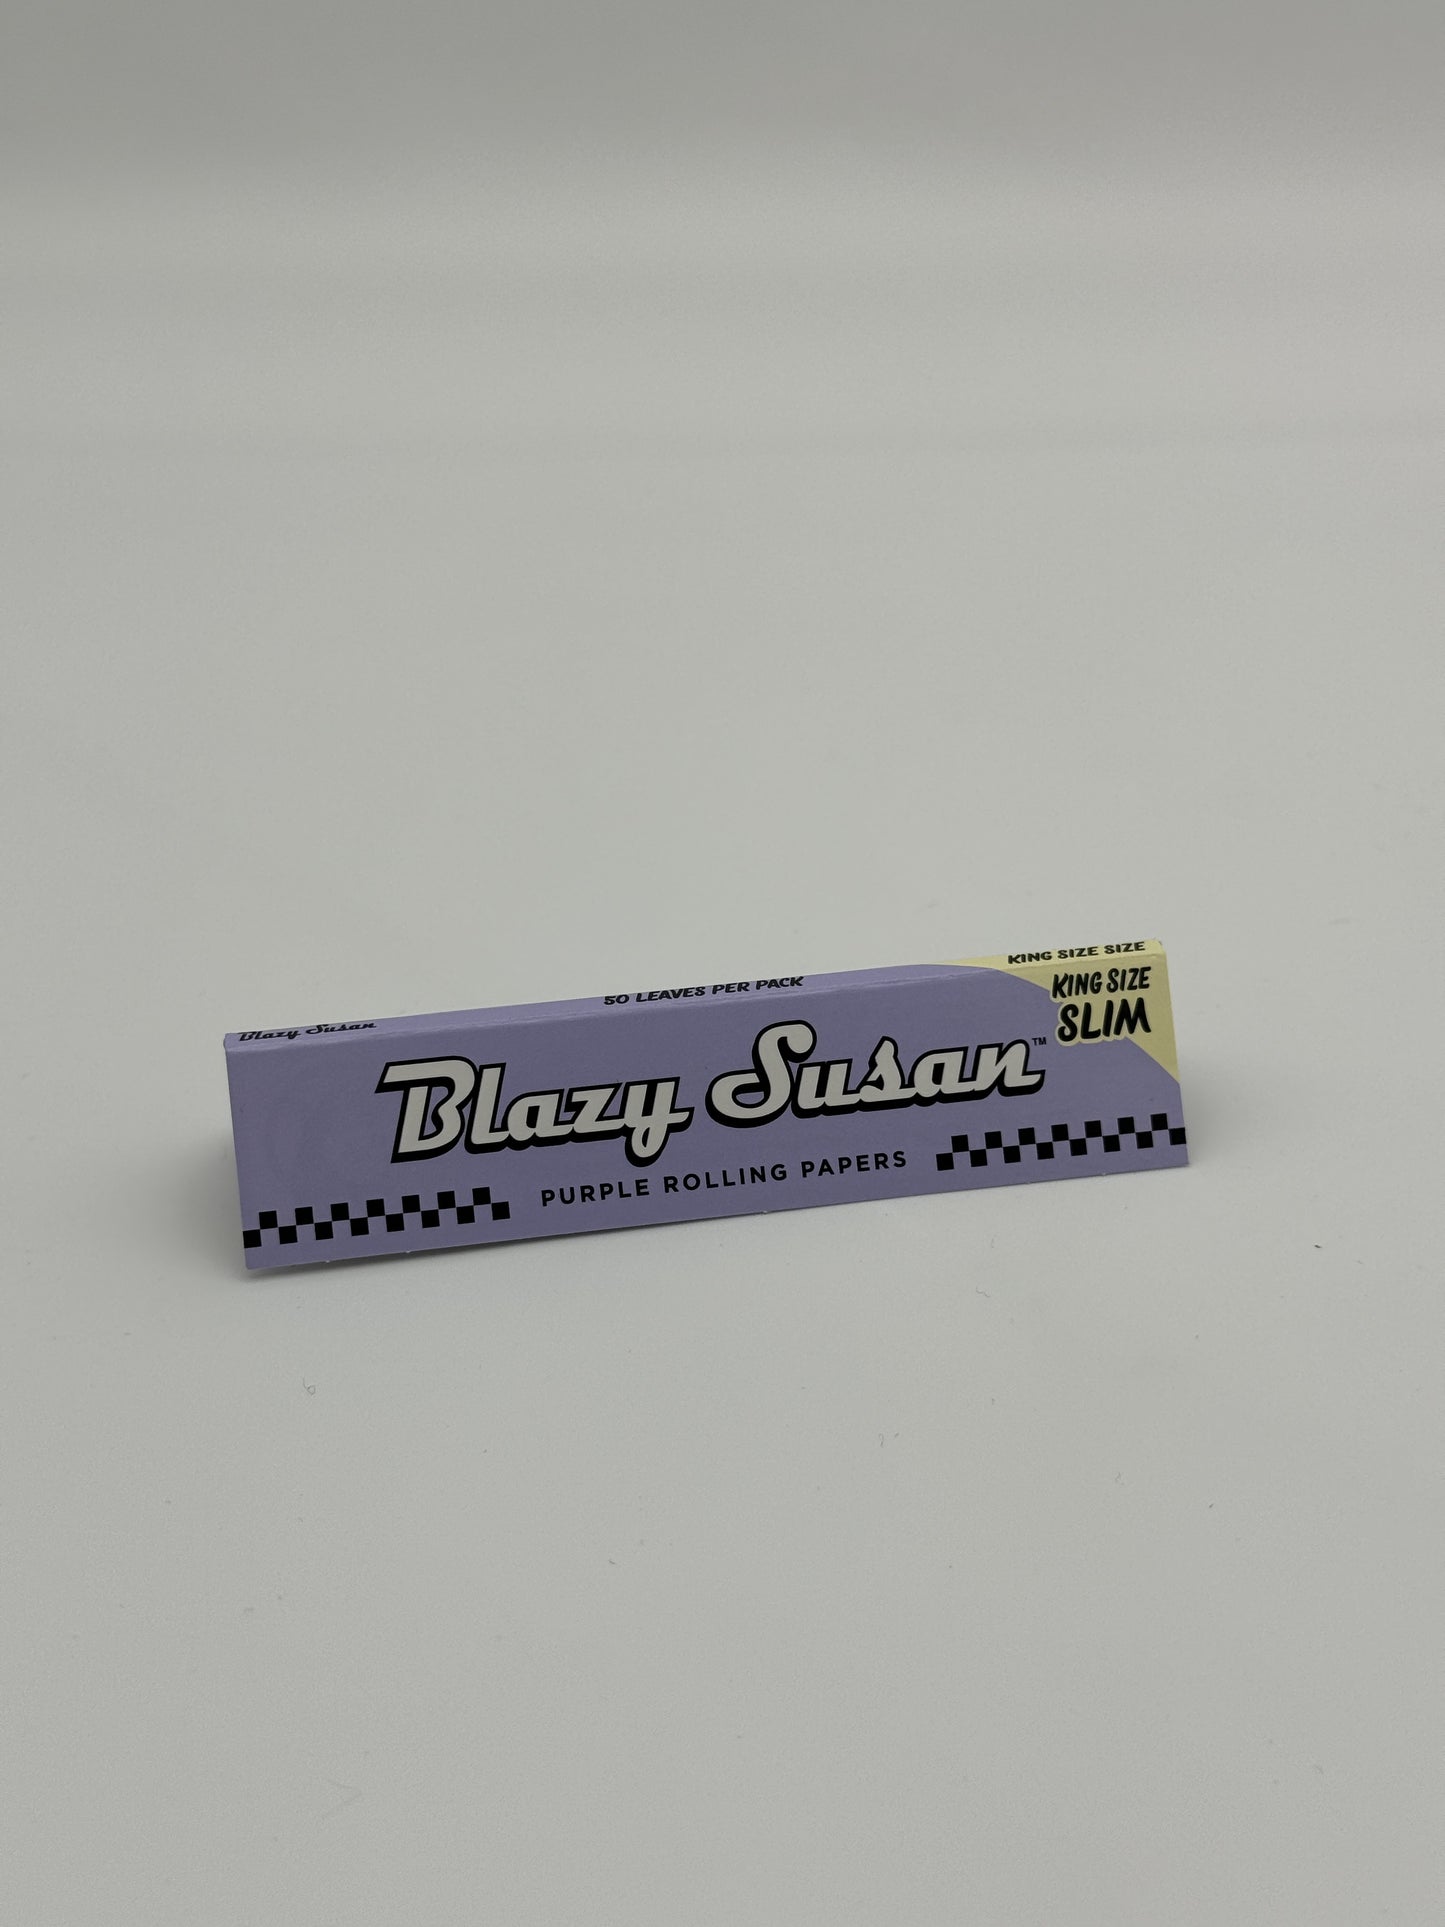 Blazy Susan
50 LEAVES PER PACK
KING SIZE SIZE
KING SIZE
SLIM
Blazy Susan™
PURPLE ROLLING PAPERS